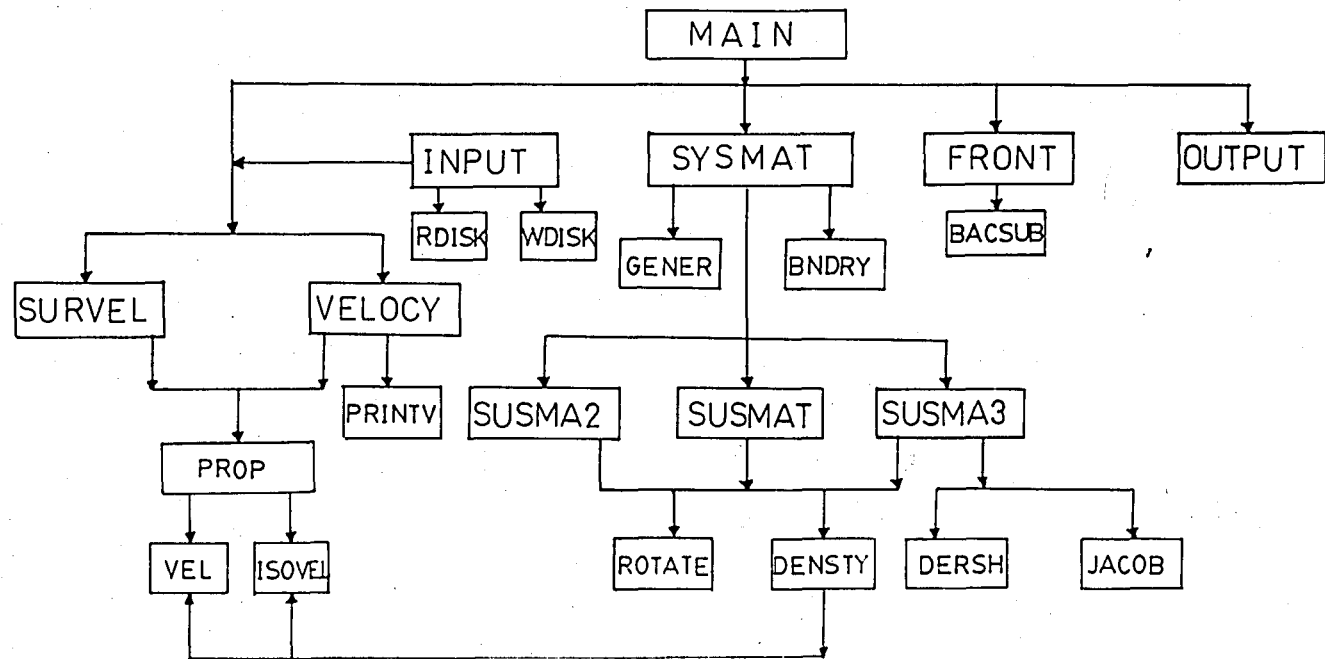 MAIN
INPUT
SYSMAT
FRONT
OUTPUT
RDISK
WDISK
GENER
BNDRY
BACSUB
SURVEL
VELOCY
PRINTV
SUSMA2
SUSMAT
SUSMA3
PROP
VEL
ISOVEL
ROTATE
DENSTY
DERSH
JACOB